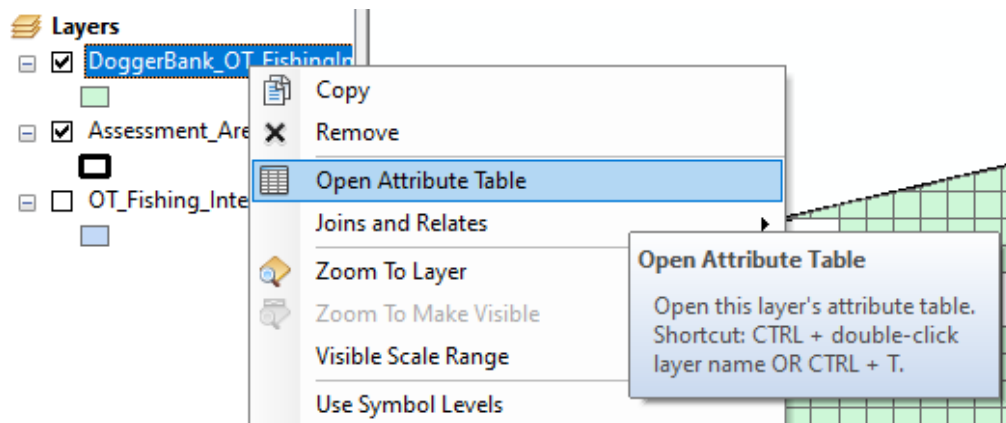 Layers
DoggerBank_OT_FishingIn
Copy
Assessment_Are
Remove
Open Attribute Table
OT_Fishing_Inte
Joins and Relates
Zoom To Layer
Zoom To Make Visible
Visible Scale Range
Use Symbol Levels
Open Attribute Table
Open this layer's attribute table.
Shortcut: CTRL + double-click
layer name OR CTRL + T.